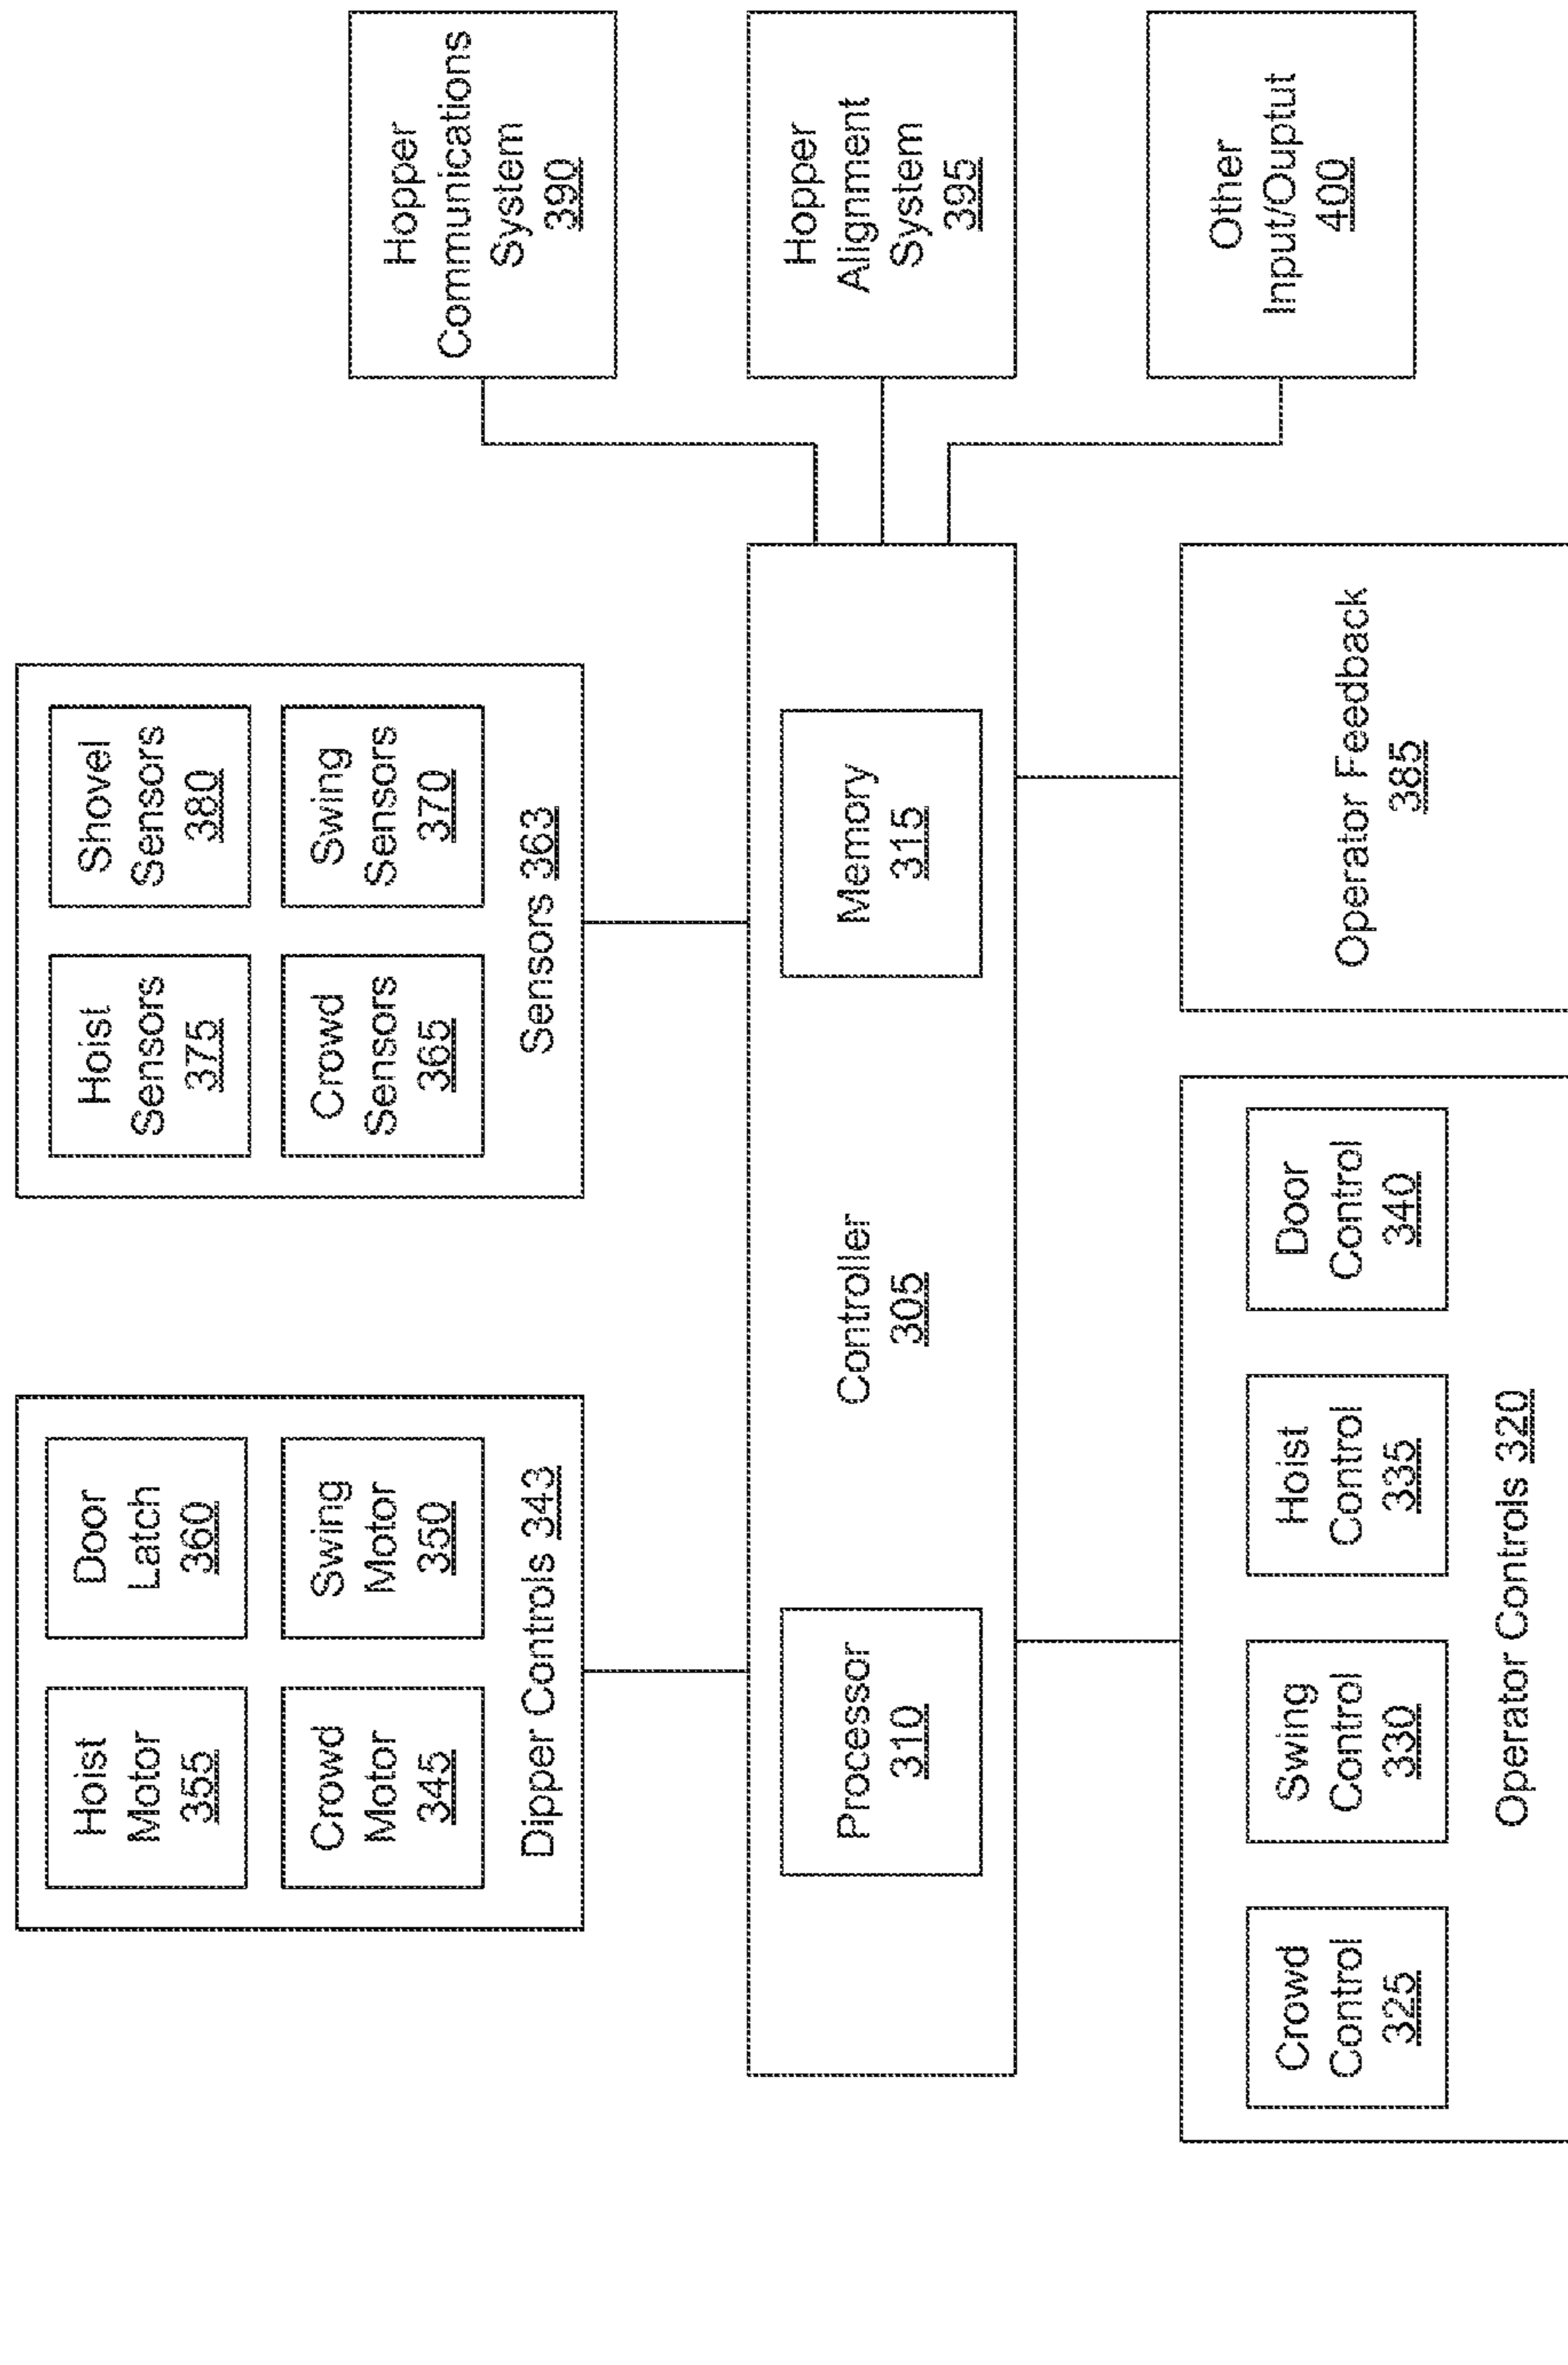 Hoist
Motor
355
Door
Latch
360
Crowd
Motor
345
Swing
Motor
350
Dipper Controls 343
Hoist
Sensors
375
Shovel
Sensors
380
Crowd
Sensors
365
Swing
Sensors
370
Sensors 363
Processor
310
Controller
305
Memory
315
Hopper
Communications
System
390
Hopper
Alignment
System
395
Other
Input/Ouptut
400
Crowd
Control
325
Swing
Control
330
Hoist
Control
335
Door
Control
340
Operator Controls 320
Operator Feedback
385